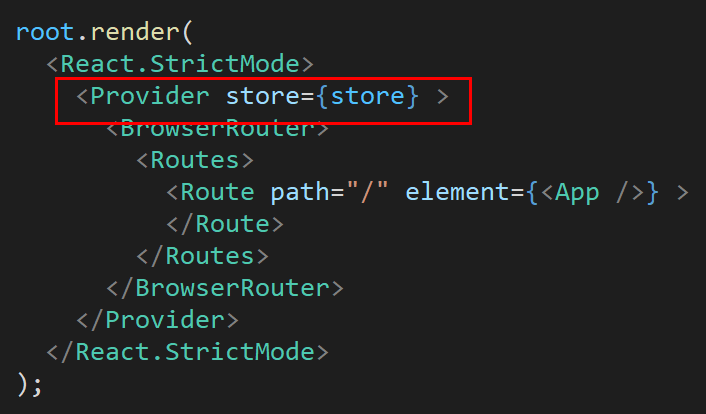 root.render(
<React.StrictMode>
<Provider store={store} >
<BrowserRouter>
<Routes>
<Route path="/" element={<App />} >
</Route>
</Routes>
</BrowserRouter>
</Provider>
</React.StrictMode>
);